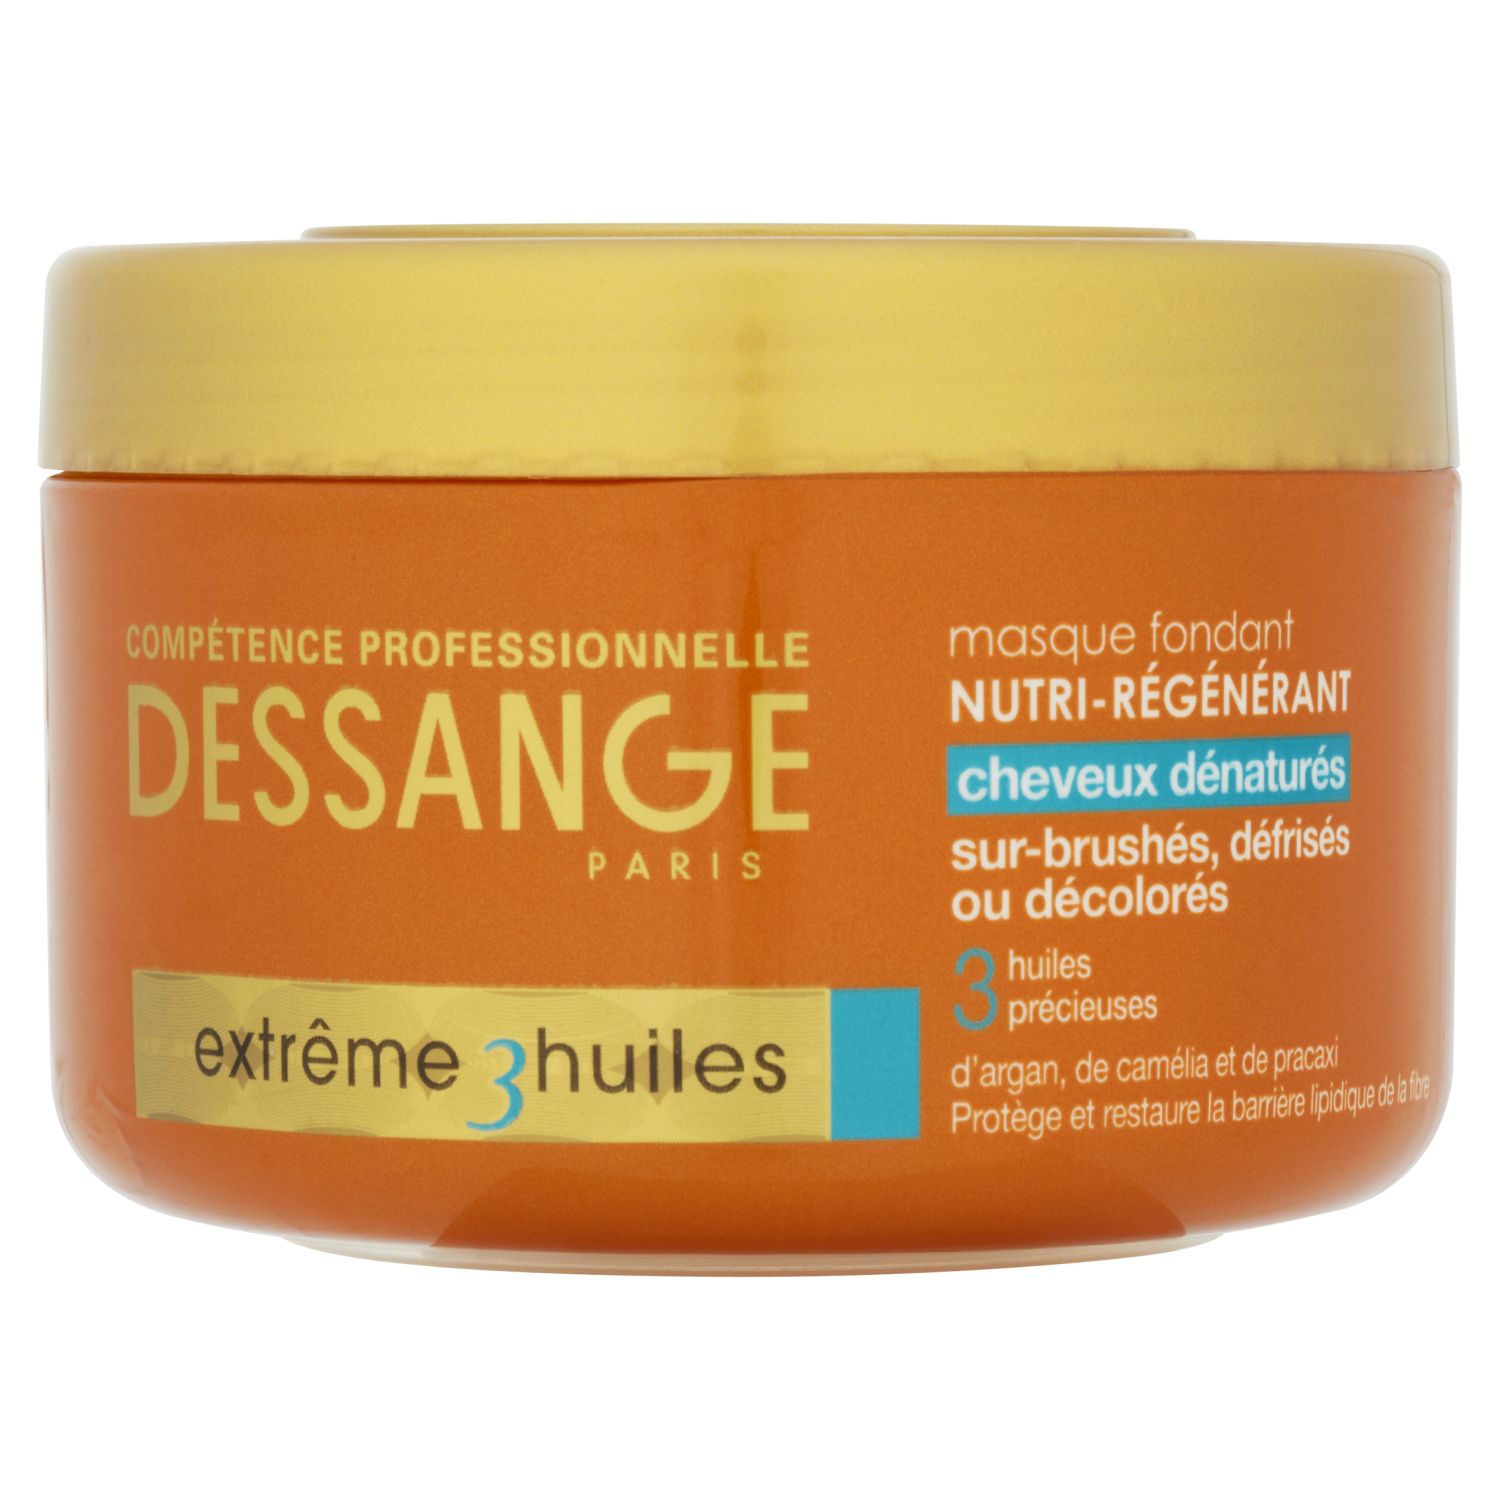 COMPÉTENCE PROFESSIONNELLE
DESSANGE
PARIS
extrême 3 huiles
masque fondant
NUTRI-RÉGÉNÉRANT
cheveux dénaturés
sur-brushés, défrisés
ou décolorés
3 huiles
précieuses
d'argan, de camélia et de pracaxi
Protège et restaure la barrière lipidique de la fibre